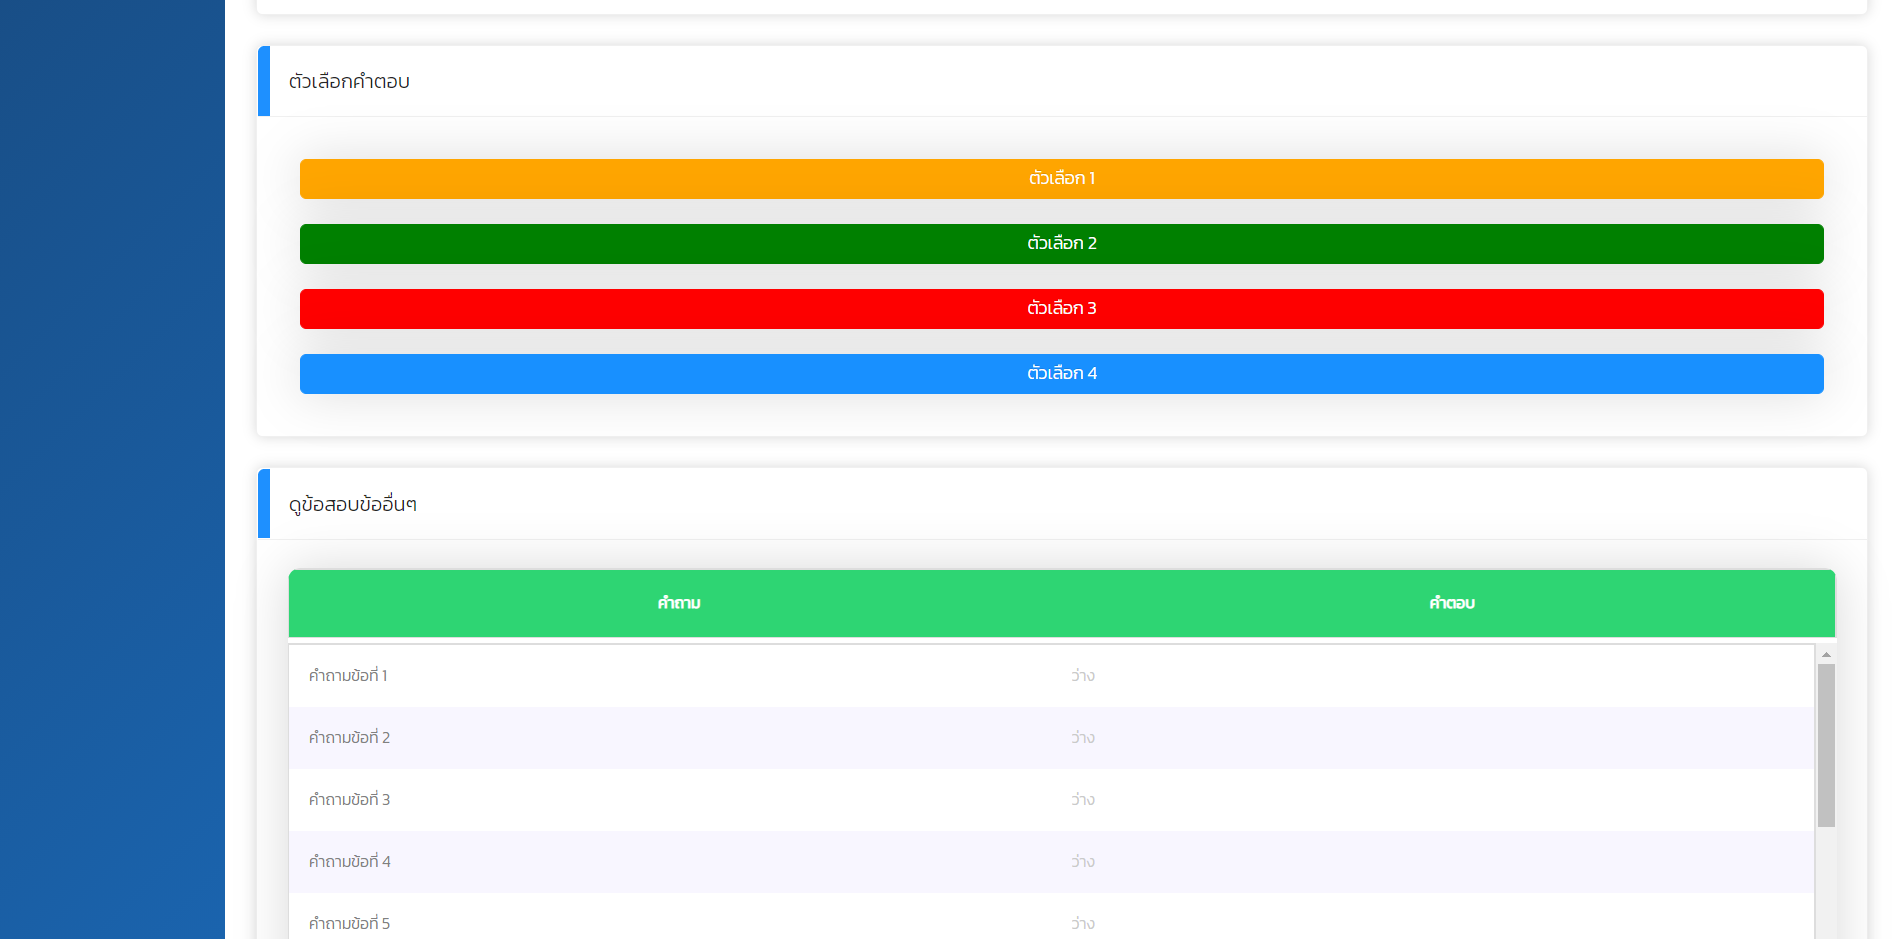 ตัวเลือกคำตอบ
ตัวเลือก 1
ตัวเลือก 2
ตัวเลือก 3
ตัวเลือก 4
ดูข้อสอบข้ออื่นๆ
คำถาม คำตอบ
คำถามข้อที่ 1 ว่าง
คำถามข้อที่ 2 ว่าง
คำถามข้อที่ 3 ว่าง
คำถามข้อที่ 4 ว่าง
คำถามข้อที่ 5 ว่าง